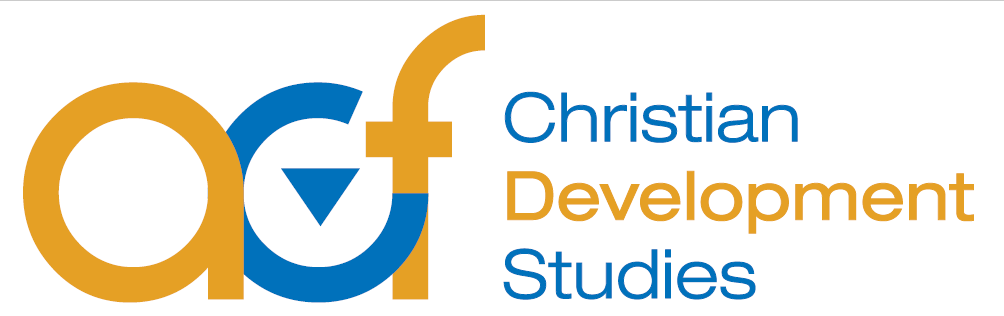 acf
Christian
Development
Studies